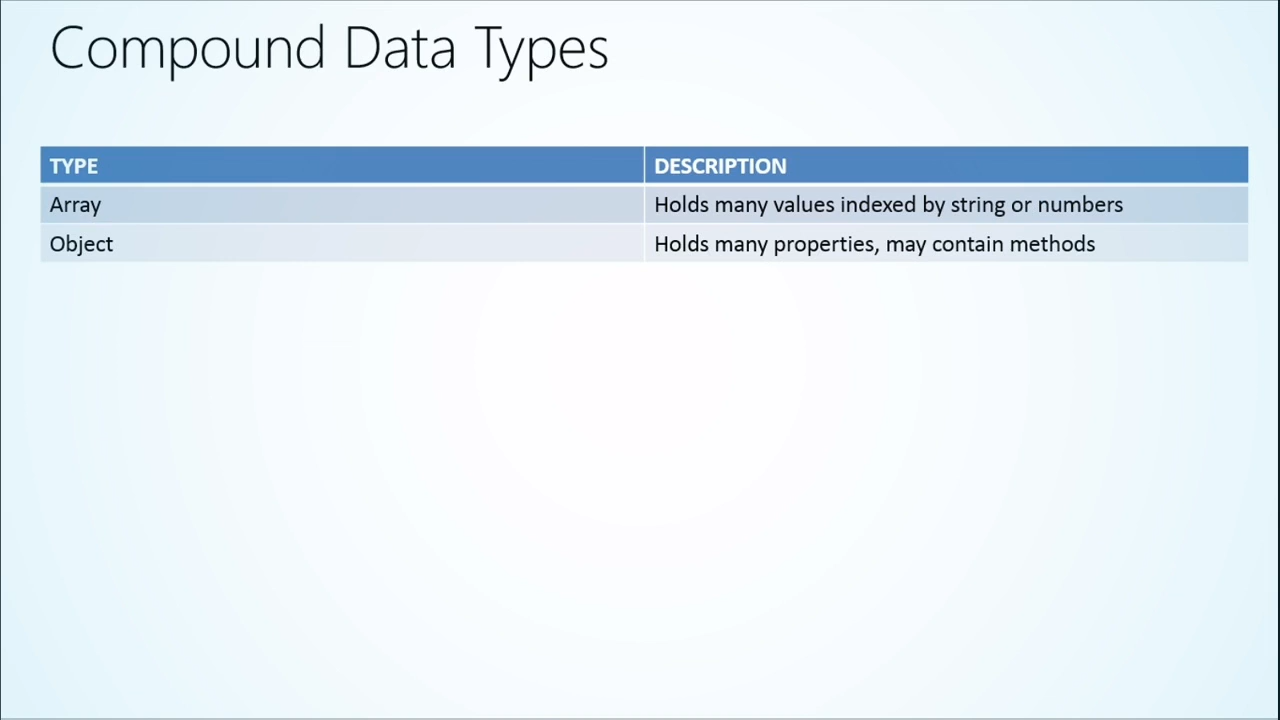 Compound Data Types
TYPE DESCRIPTION
Array Holds many values indexed by string or numbers
Object Holds many properties, may contain methods